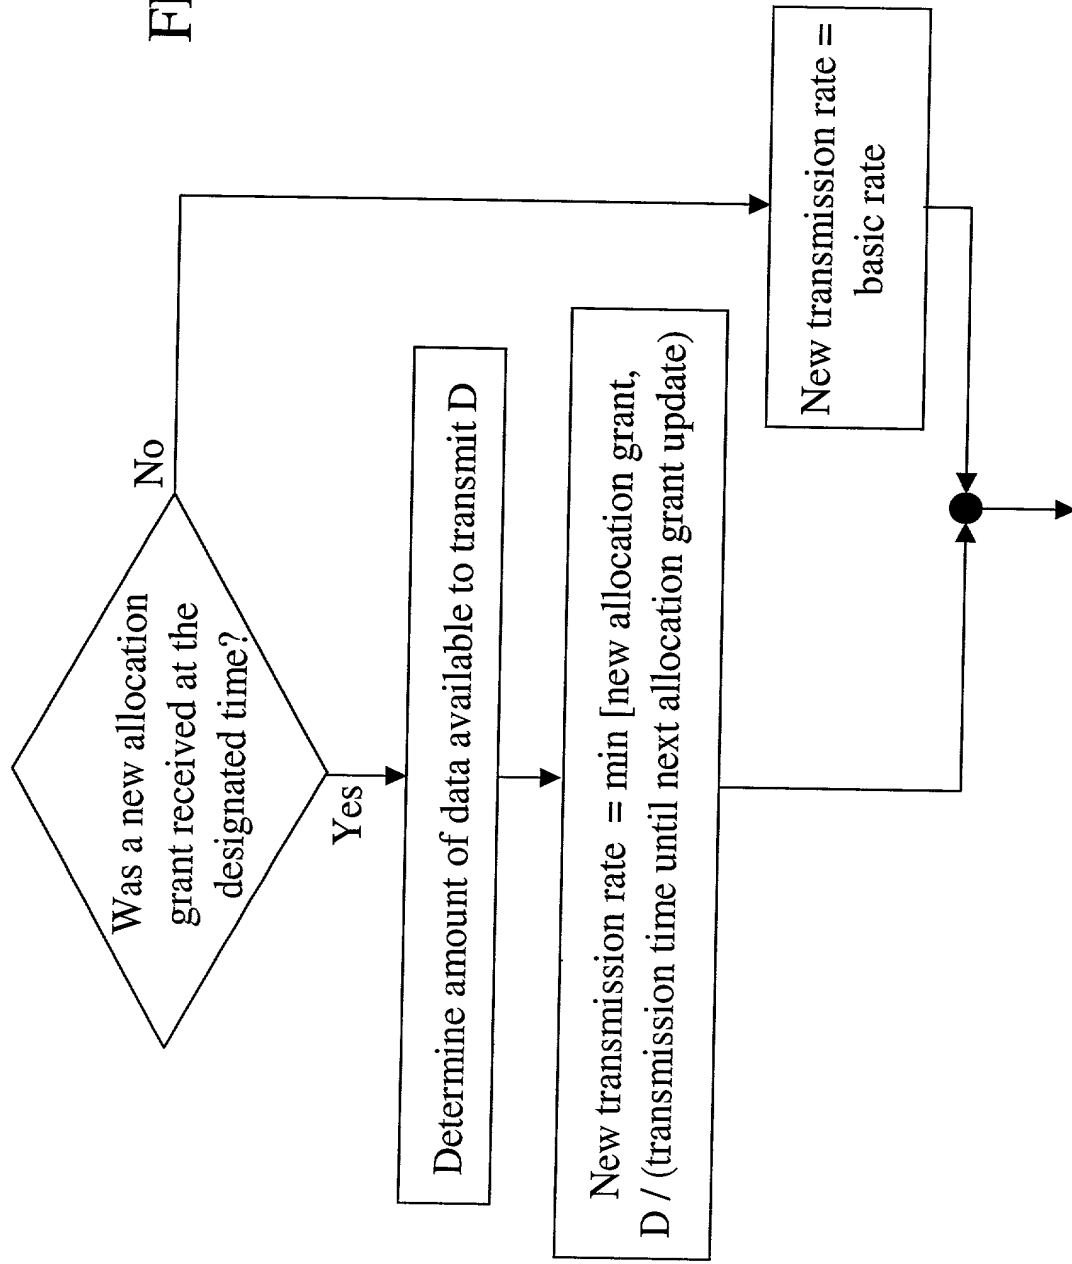 Was a new allocation
grant received at the
designated time?
No
Yes
Determine amount of data available to transmit D
New transmission rate = min [new allocation grant,
D / (transmission time until next allocation grant update)
New transmission rate =
basic rate